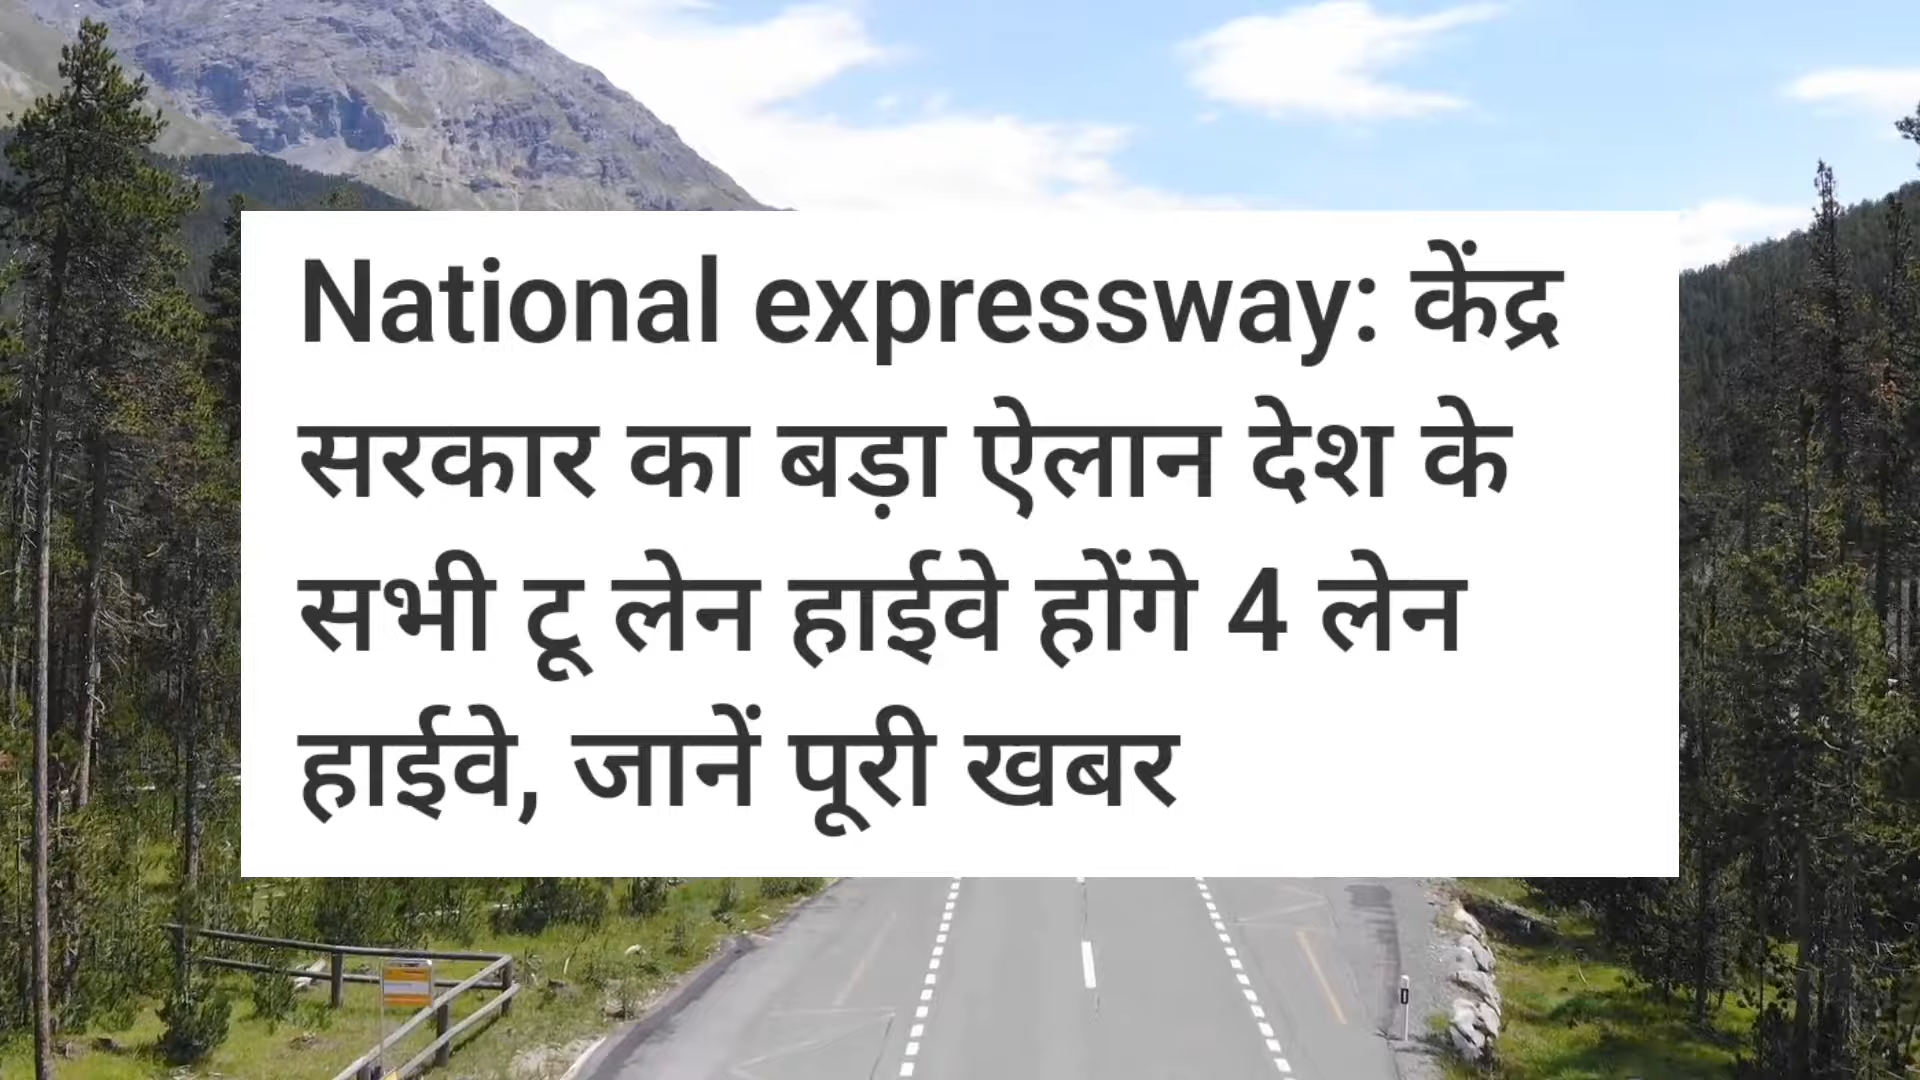 National expressway: केंद्र
सरकार का बड़ा ऐलान देश के
सभी टू लेन हाईवे होंगे 4 लेन
हाईवे, जानें पूरी खबर